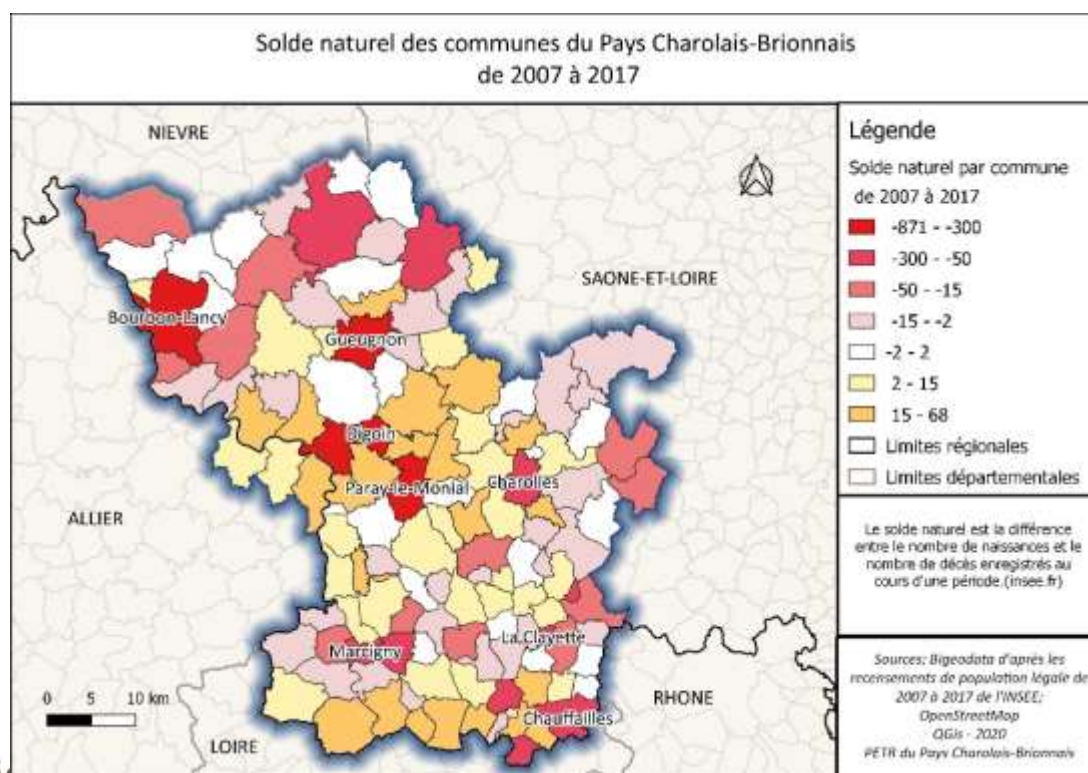 Solde naturel des communes du Pays Charolais-Brionnais
de 2007 à 2017
NIEVRE
SAONE-ET-LOIRE
Bourbon-Lancy
Gueugnon
Digoin
Paray-le-Monial
Charolles
ALLIER
Marcigny
La Clayette
Chauffailles
RHONE
LOIRE
0 5 10 km
Légende
Solde naturel par commune
de 2007 à 2017
-871 - -300
-300 - -50
-50 - -15
-15 - -2
-2 - 2
2 - 15
15 - 68
Limites régionales
Limites départementales
Le solde naturel est la différence
entre le nombre de naissances et le
nombre de décès enregistrés au
cours d'une période.(insee.fr)
Sources: Bigeodata d'après les
recensements de population légale de
2007 à 2017 de l'INSEE;
OpenStreetMap
QGis - 2020
PETR du Pays Charolais-Brionnais